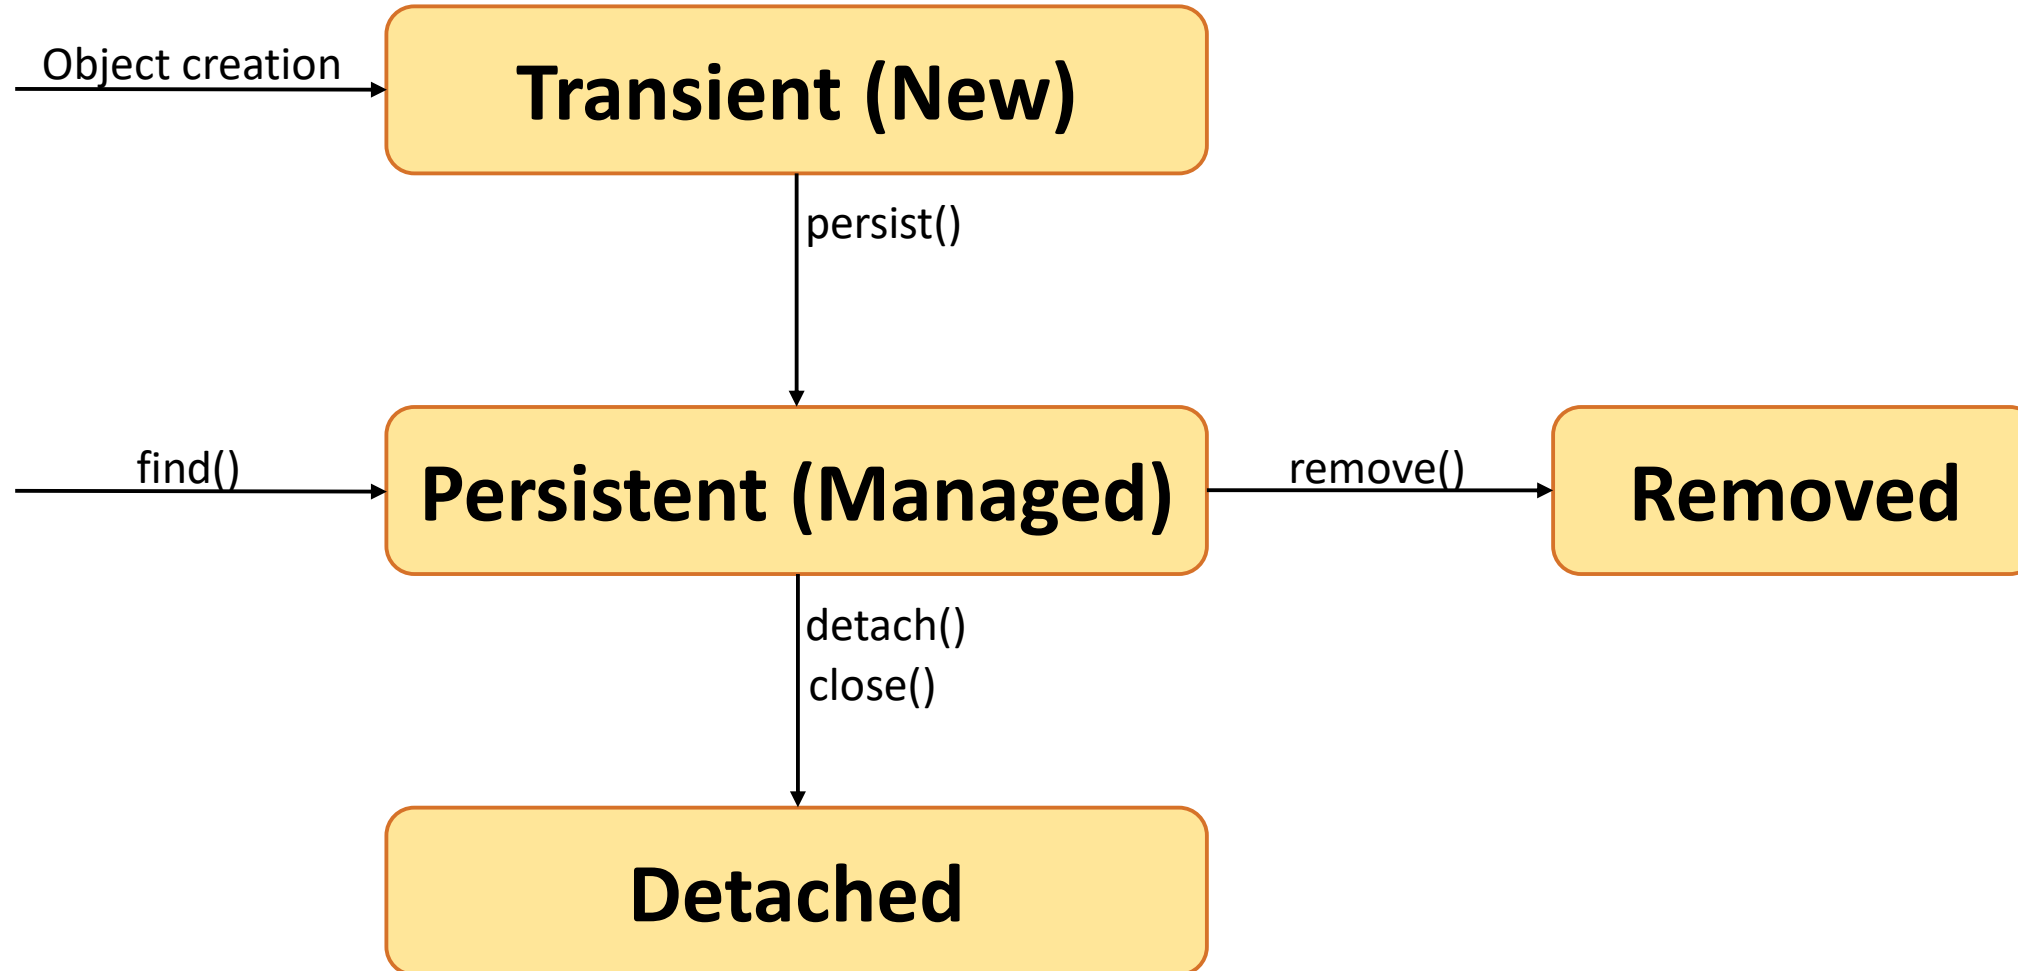 Object creation
Transient (New)
persist()
find()
Persistent (Managed)
remove()
Removed
detach()
close()
Detached